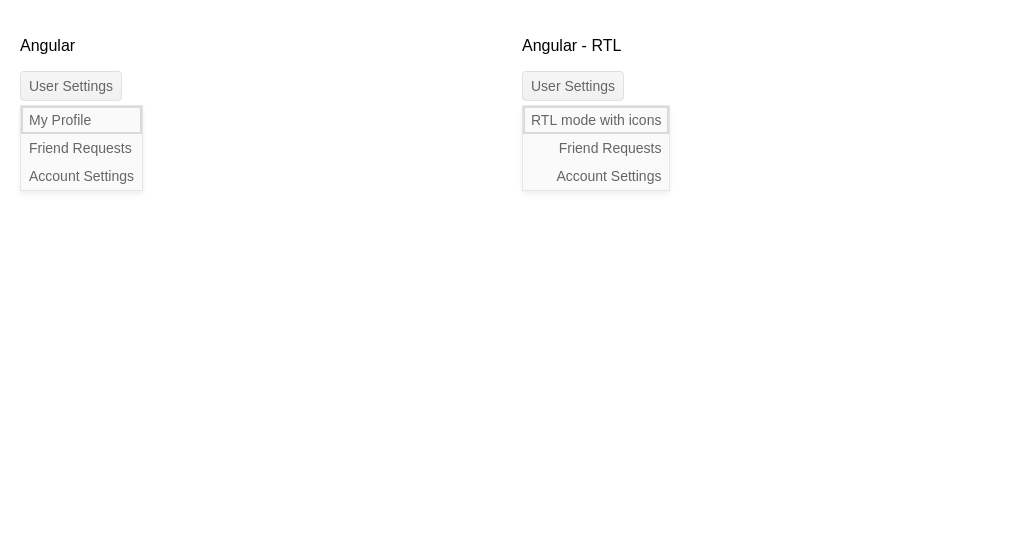 Angular
User Settings
My Profile
Friend Requests
Account Settings
Angular - RTL
User Settings
RTL mode with icons
Friend Requests
Account Settings